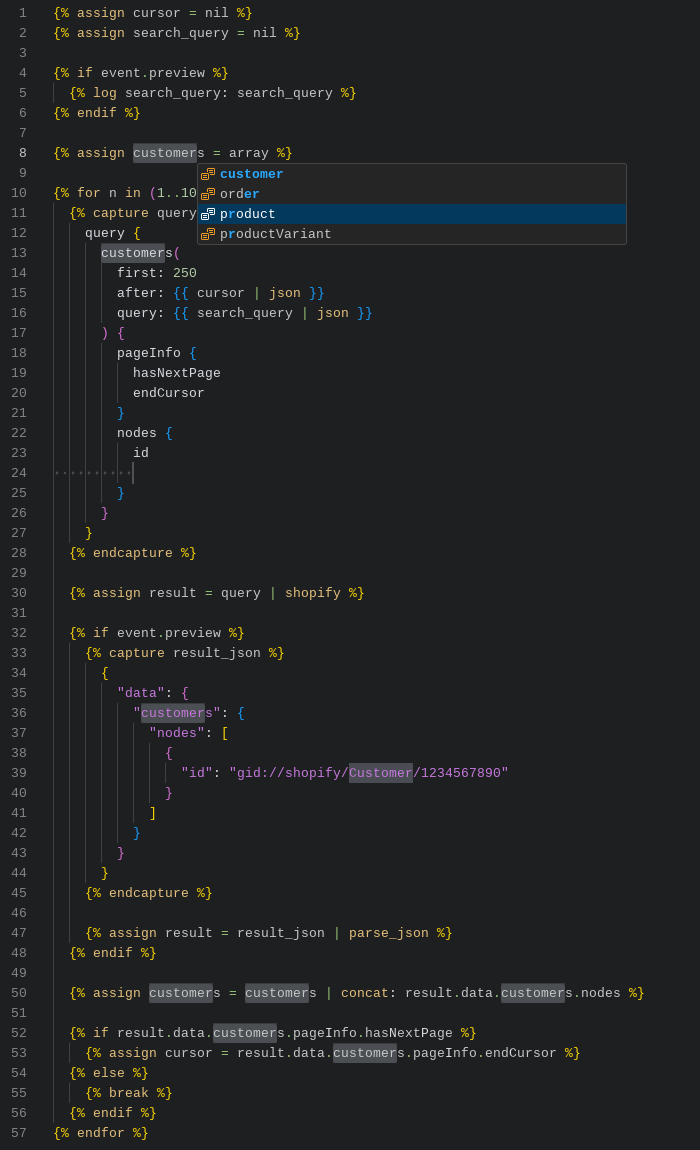 1 {% assign cursor = nil %}
2 {% assign search_query = nil %}
3
4 {% if event.preview %}
5 {% log search_query: search_query %}
6 {% endif %}
7
8 {% assign customers = array %}
9
customer
10 {% for n in (1..10
order
11 {% capture query
product
12 query {
productVariant
13 customers(
14 first: 250
15 after: {{ cursor | json }}
16 query: {{ search_query | json }}
17 ) {
18 pageInfo {
19 hasNextPage
20 endCursor
21 }
22 nodes {
23 id
24
25 }
26 }
27 }
28 {% endcapture %}
29
30 {% assign result = query | shopify %}
31
32 {% if event.preview %}
33 {% capture result_json %}
34 {
35 "data": {
36 "customers": {
37 "nodes": [
38 {
39 "id": "gid://shopify/Customer/1234567890"
40 }
41 ]
42 }
43 }
44 }
45 {% endcapture %}
46
47 {% assign result = result_json | parse_json %}
48 {% endif %}
49
50 {% assign customers = customers | concat: result.data.customers.nodes %}
51
52 {% if result.data.customers.pageInfo.hasNextPage %}
53 {% assign cursor = result.data.customers.pageInfo.endCursor %}
54 {% else %}
55 {% break %}
56 {% endif %}
57 {% endfor %}